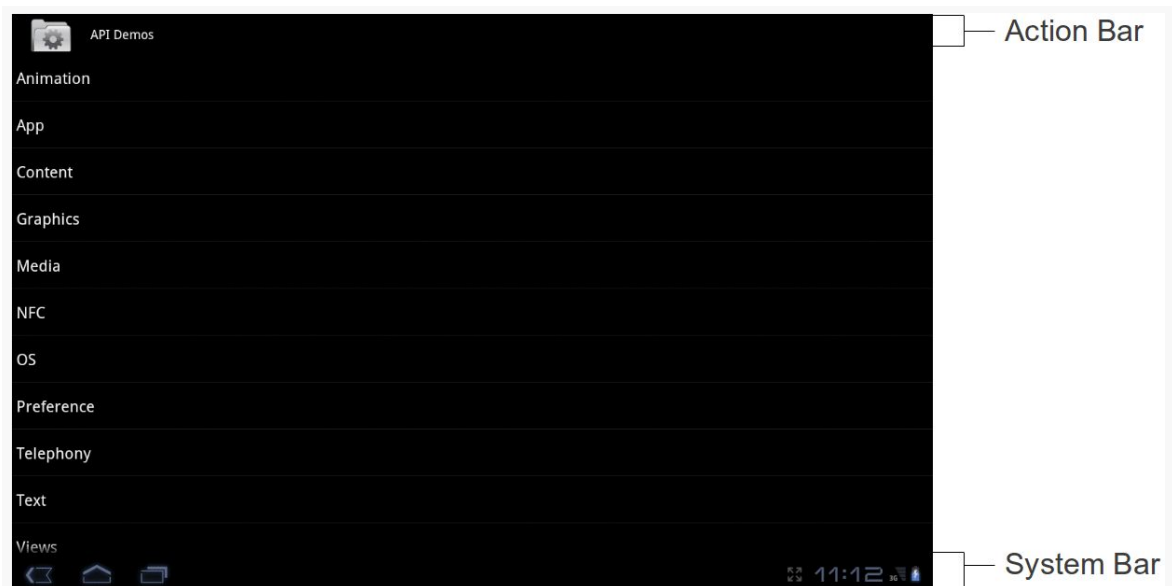 API Demos
Action Bar
Animation
App
Content
Graphics
Media
NFC
OS
Preference
Telephony
Text
Views
11:12
3G
System Bar